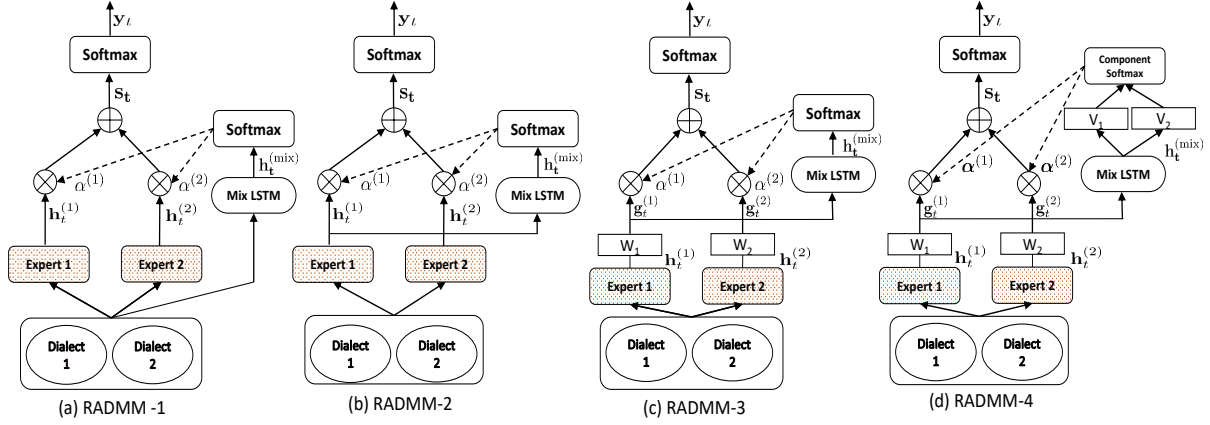 y_t
Softmax
s_t
Softmax
h_t^(mix)
α^(1)
α^(2)
Mix LSTM
h_t^(1)
h_t^(2)
Expert 1
Expert 2
Dialect 1
Dialect 2
(a) RADMM -1
y_t
Softmax
s_t
Softmax
h_t^(mix)
α^(1)
α^(2)
Mix LSTM
h_t^(1)
h_t^(2)
Expert 1
Expert 2
Dialect 1
Dialect 2
(b) RADMM-2
y_t
Softmax
s_t
Softmax
h_t^(mix)
α^(1)
α^(2)
Mix LSTM
g_t^(1)
g_t^(2)
W_1
W_2
h_t^(1)
h_t^(2)
Expert 1
Expert 2
Dialect 1
Dialect 2
(c) RADMM-3
y_t
Softmax
s_t
Component
Softmax
V_1
V_2
h_t^(mix)
α^(1)
α^(2)
Mix LSTM
g_t^(1)
g_t^(2)
W_1
W_2
h_t^(1)
h_t^(2)
Expert 1
Expert 2
Dialect 1
Dialect 2
(d) RADMM-4